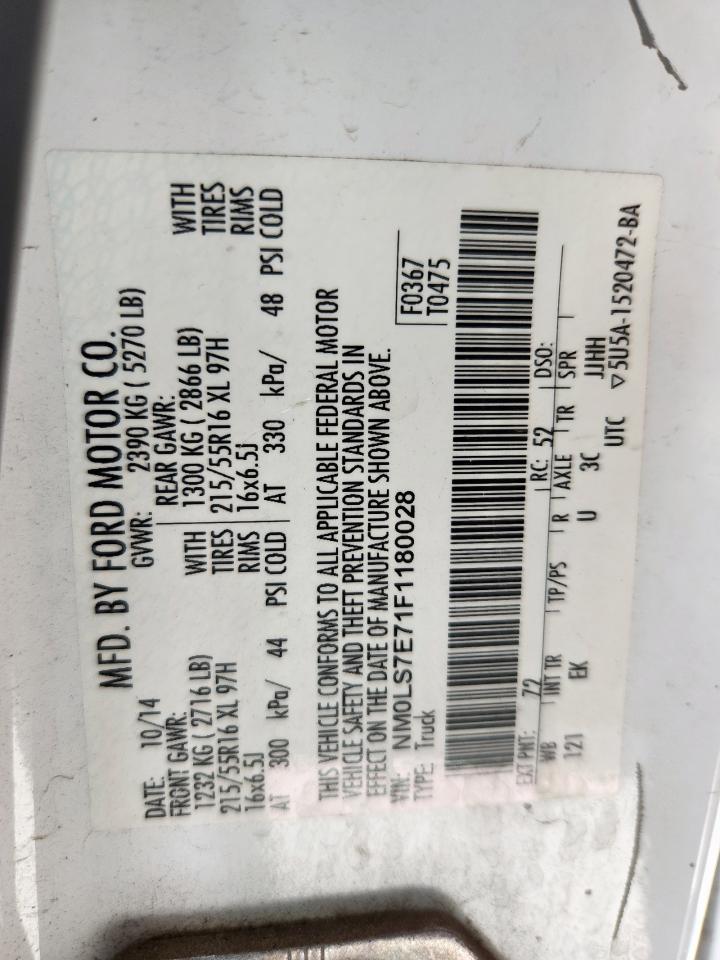 MFD. BY FORD MOTOR CO.
DATE: 10/14 GVWR: 2390 KG ( 5270 LB)
FRONT GAWR: REAR GAWR:
1232 KG ( 2716 LB) WITH 1300 KG ( 2866 LB) WITH
215/55R16 XL 97H TIRES 215/55R16 XL 97H TIRES
16x6.5J RIMS 16x6.5J RIMS
AT 300 kPa/ 44 PSI COLD AT 330 kPa/ 48 PSI COLD
THIS VEHICLE CONFORMS TO ALL APPLICABLE FEDERAL MOTOR
VEHICLE SAFETY AND THEFT PREVENTION STANDARDS IN
EFFECT ON THE DATE OF MANUFACTURE SHOWN ABOVE.
VIN: NM0LS7E71F1180028 F0367
TYPE: Truck T0475
EXT PNT: 72 RC: 52 DSO:
WB INT TR TP/PS R AXLE TR SPR
121 EK U 3C JJHH
UTC ▽5U5A-1520472-BA